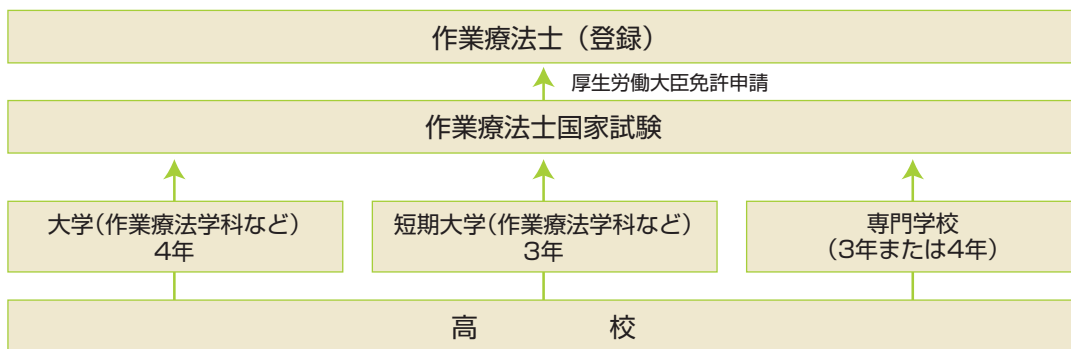 作業療法士（登録）
厚生労働大臣免許申請
作業療法士国家試験
大学（作業療法学科など）
4年
短期大学（作業療法学科など）
3年
専門学校
（3年または4年）
高　校